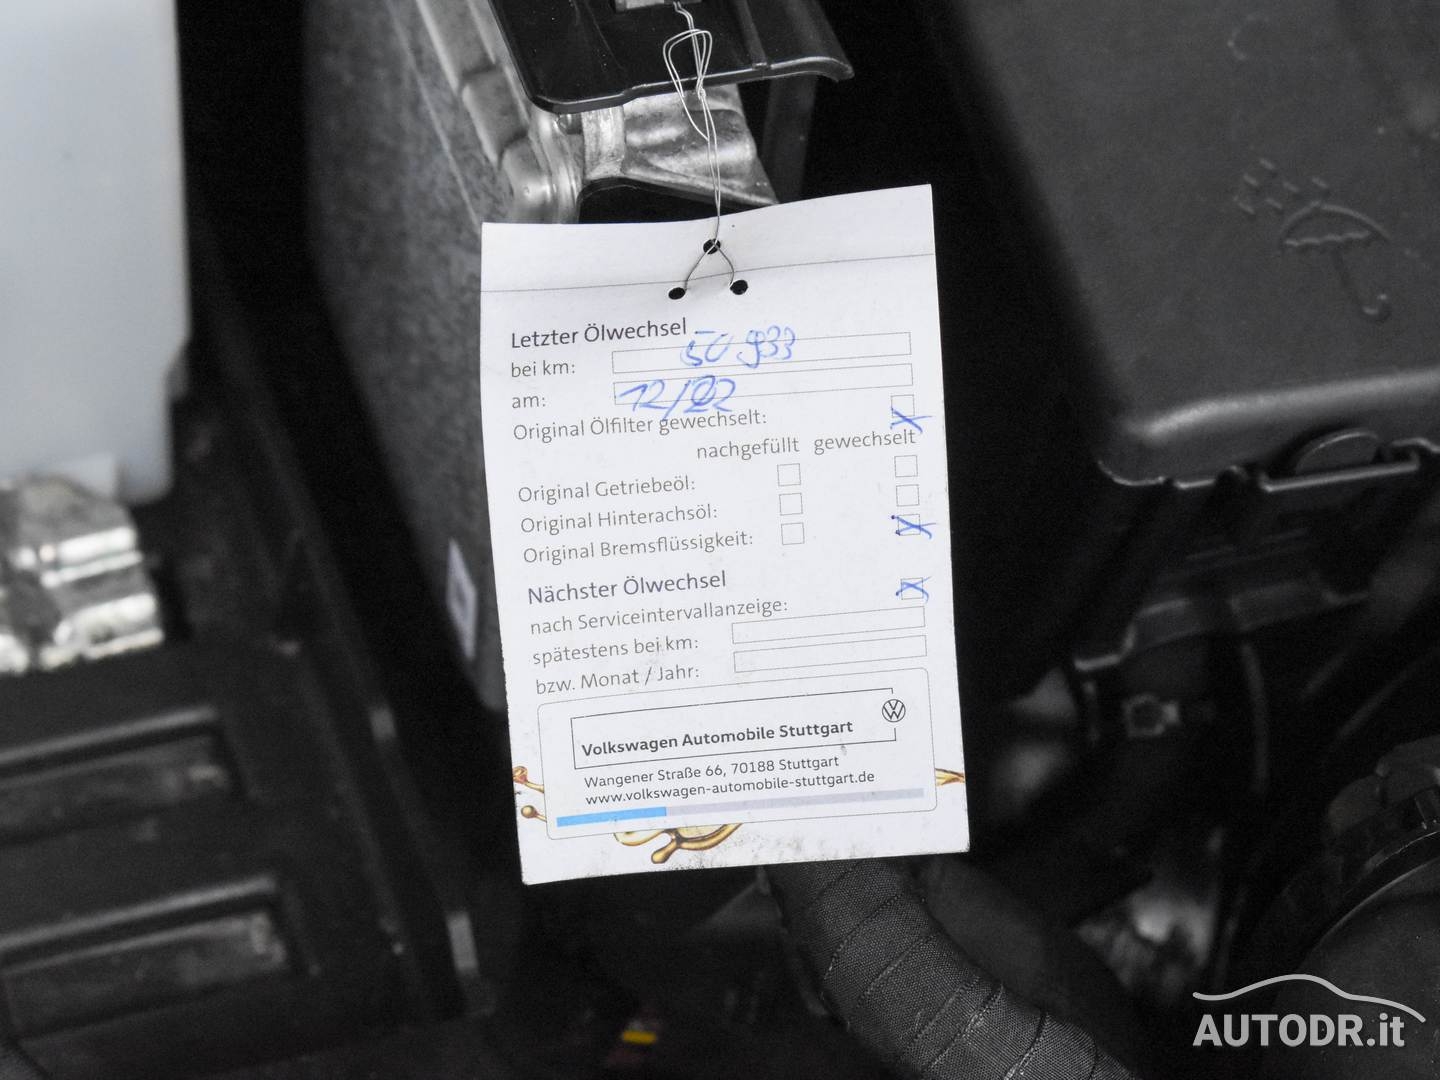 Letzter Ölwechsel
bei km: 50 933
am: 12/22
Original Ölfilter gewechselt:
nachgefüllt gewechselt
Original Getriebeöl:
Original Hinterachsöl:
Original Bremsflüssigkeit:
Nächster Ölwechsel
nach Serviceintervallanzeige:
spätestens bei km:
bzw. Monat / Jahr:
Volkswagen Automobile Stuttgart
Wangener Straße 66, 70188 Stuttgart
www.volkswagen-automobile-stuttgart.de
AUTODR.it